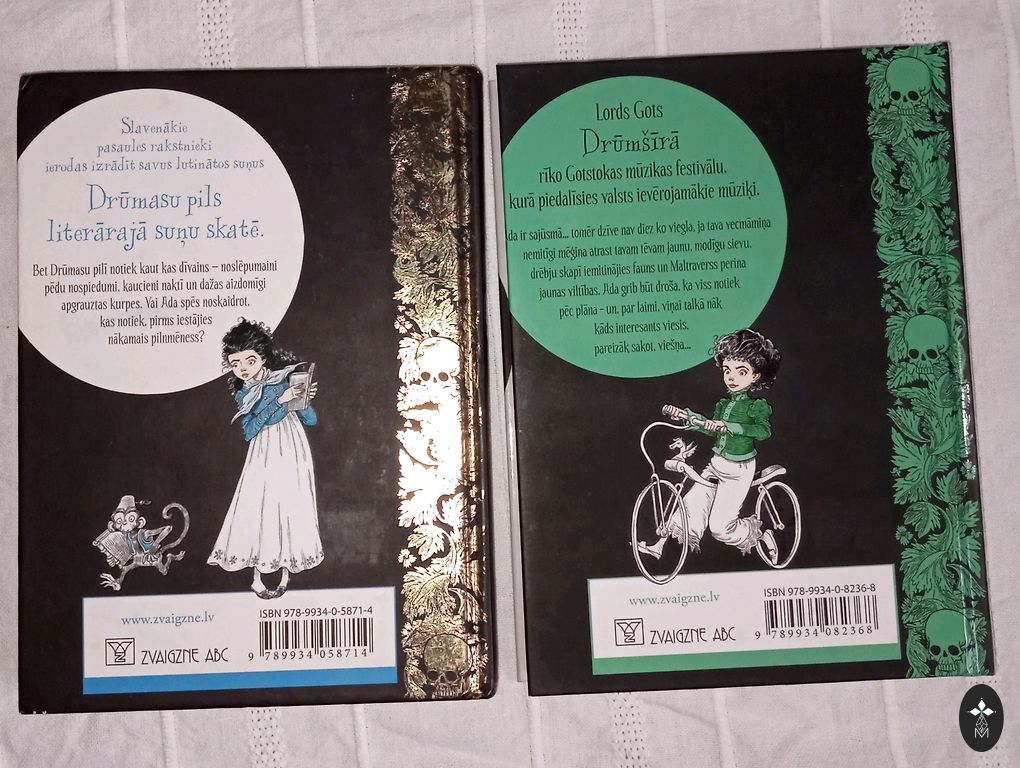 Slavenākie
pasaules rakstnieki
ierodas izrādīt savus lutinātos suņus
Drūmasu pils
literārajā suņu skatē.
Bet Drūmasu pilī notiek kaut kas dīvains – noslēpumaini
pēdu nospiedumi, kaucieni naktī un dažas aizdomīgi
apgrauztas kurpes. Vai Ada spēs noskaidrot,
kas notiek, pirms iestājies
nākamais pilnmēness?
www.zvaigzne.lv
ZVAIGZNE ABC
ISBN 978-9934-0-5871-4
9 789934 058714
Lords Gots
Drūmšīrā
rīko Gotstokas mūzikas festivālu,
kurā piedalīsies valsts ievērojamākie mūziķi.
Ada ir sajūsmā... tomēr dzīve nav diez ko viegla, ja tava vecmāmiņa
nemitīgi mēģina atrast tavam tēvam jaunu, modīgu sievu,
drēbju skapī iemitinājies fauns un Maltraverss perina
jaunas viltības. Ada grib būt droša, ka viss notiek
pēc plāna – un, par laimi, viņai talkā nāk
kāds interesants viesis,
pareizāk sakot, viešņa...
www.zvaigzne.lv
ZVAIGZNE ABC
ISBN 978-9934-0-8236-8
9 789934 082368